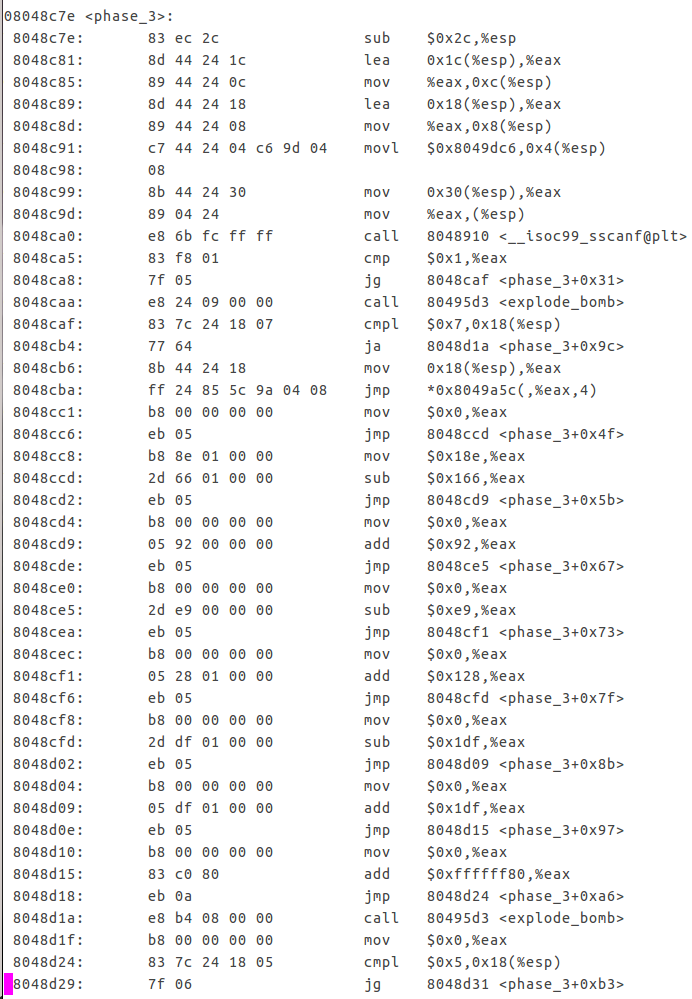 08048c7e <phase_3>:
8048c7e: 83 ec 2c sub $0x2c,%esp
8048c81: 8d 44 24 1c lea 0x1c(%esp),%eax
8048c85: 89 44 24 0c mov %eax,0xc(%esp)
8048c89: 8d 44 24 18 lea 0x18(%esp),%eax
8048c8d: 89 44 24 08 mov %eax,0x8(%esp)
8048c91: c7 44 24 04 c6 9d 04 movl $0x8049dc6,0x4(%esp)
8048c98: 08
8048c99: 8b 44 24 30 mov 0x30(%esp),%eax
8048c9d: 89 04 24 mov %eax,(%esp)
8048ca0: e8 6b fc ff ff call 8048910 <__isoc99_sscanf@plt>
8048ca5: 83 f8 01 cmp $0x1,%eax
8048ca8: 7f 05 jg 8048caf <phase_3+0x31>
8048caa: e8 24 09 00 00 call 80495d3 <explode_bomb>
8048caf: 83 7c 24 18 07 cmpl $0x7,0x18(%esp)
8048cb4: 77 64 ja 8048d1a <phase_3+0x9c>
8048cb6: 8b 44 24 18 mov 0x18(%esp),%eax
8048cba: ff 24 85 5c 9a 04 08 jmp *0x8049a5c(,%eax,4)
8048cc1: b8 00 00 00 00 mov $0x0,%eax
8048cc6: eb 05 jmp 8048ccd <phase_3+0x4f>
8048cc8: b8 8e 01 00 00 mov $0x18e,%eax
8048ccd: 2d 66 01 00 00 sub $0x166,%eax
8048cd2: eb 05 jmp 8048cd9 <phase_3+0x5b>
8048cd4: b8 00 00 00 00 mov $0x0,%eax
8048cd9: 05 92 00 00 00 add $0x92,%eax
8048cde: eb 05 jmp 8048ce5 <phase_3+0x67>
8048ce0: b8 00 00 00 00 mov $0x0,%eax
8048ce5: 2d e9 00 00 00 sub $0xe9,%eax
8048cea: eb 05 jmp 8048cf1 <phase_3+0x73>
8048cec: b8 00 00 00 00 mov $0x0,%eax
8048cf1: 05 28 01 00 00 add $0x128,%eax
8048cf6: eb 05 jmp 8048cfd <phase_3+0x7f>
8048cf8: b8 00 00 00 00 mov $0x0,%eax
8048cfd: 2d df 01 00 00 sub $0x1df,%eax
8048d02: eb 05 jmp 8048d09 <phase_3+0x8b>
8048d04: b8 00 00 00 00 mov $0x0,%eax
8048d09: 05 df 01 00 00 add $0x1df,%eax
8048d0e: eb 05 jmp 8048d15 <phase_3+0x97>
8048d10: b8 00 00 00 00 mov $0x0,%eax
8048d15: 83 c0 80 add $0xffffff80,%eax
8048d18: eb 0a jmp 8048d24 <phase_3+0xa6>
8048d1a: e8 b4 08 00 00 call 80495d3 <explode_bomb>
8048d1f: b8 00 00 00 00 mov $0x0,%eax
8048d24: 83 7c 24 18 05 cmpl $0x5,0x18(%esp)
8048d29: 7f 06 jg 8048d31 <phase_3+0xb3>